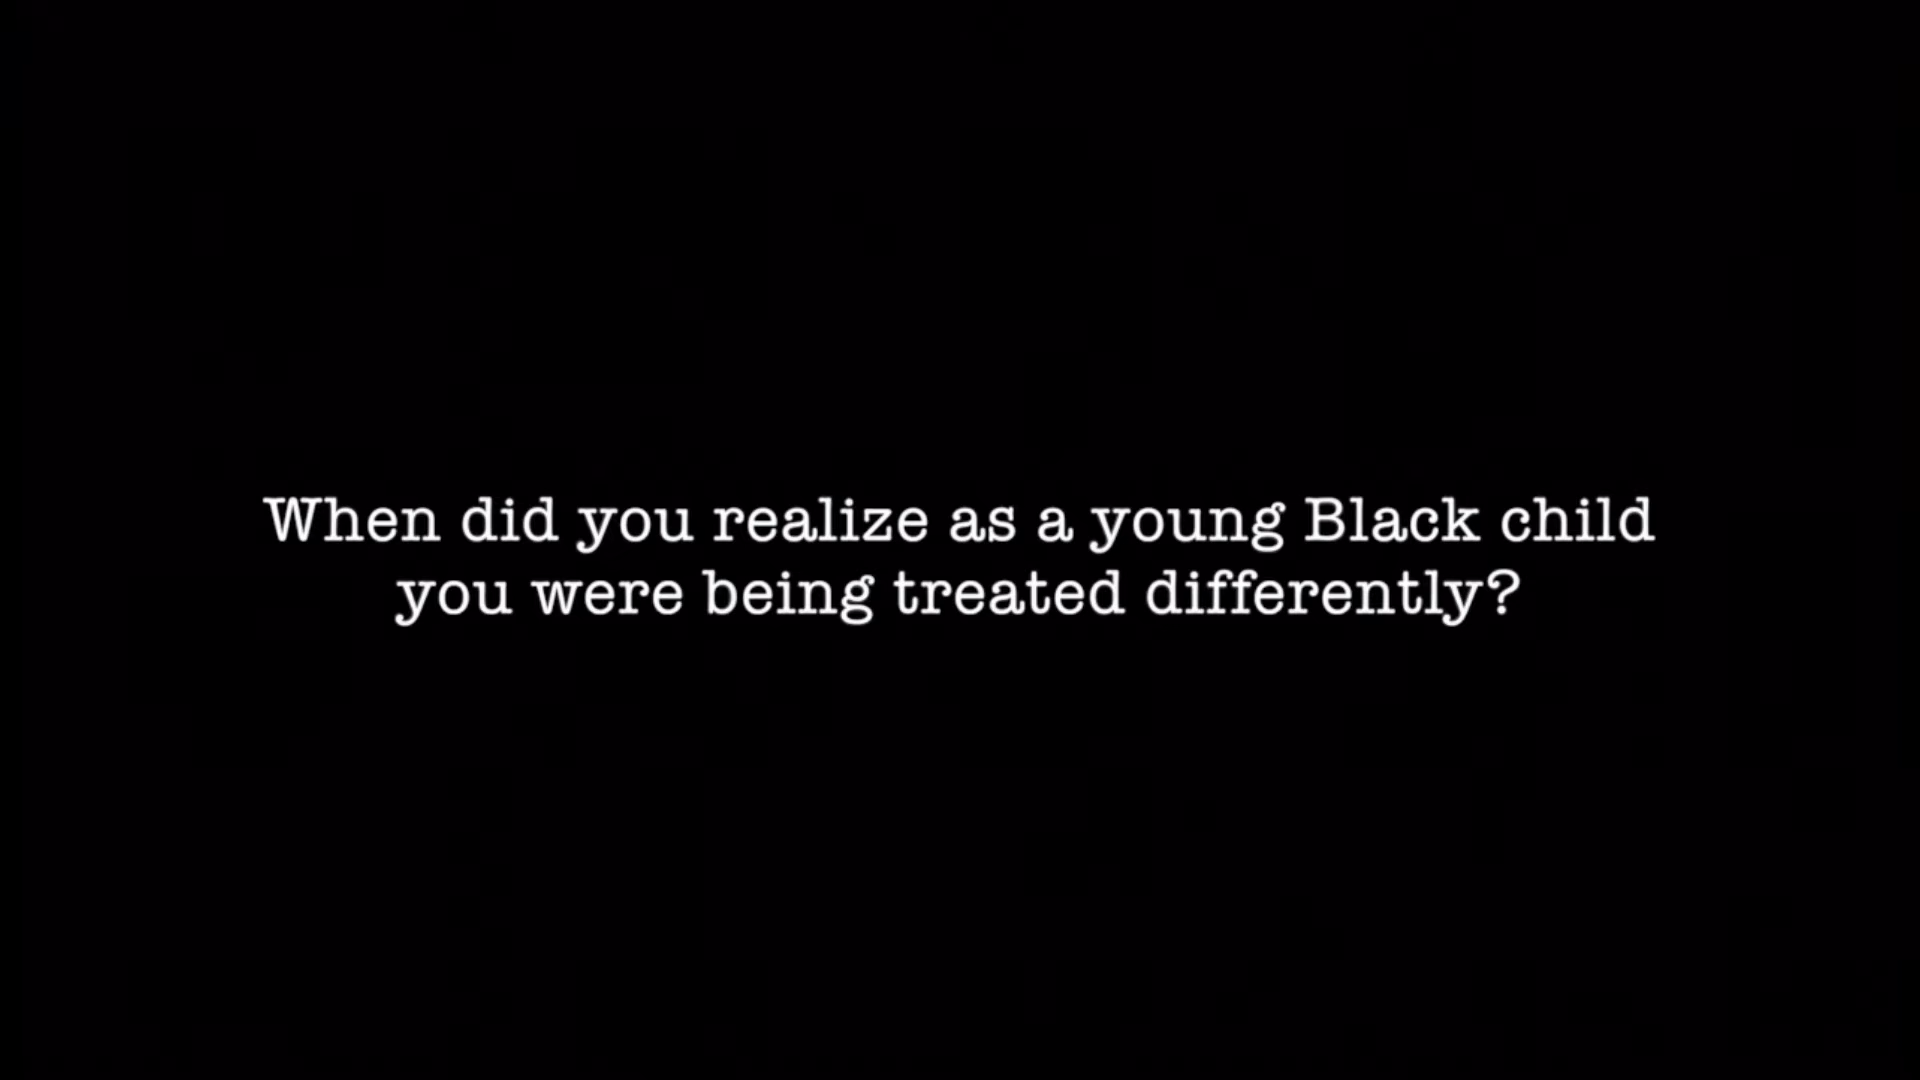 When did you realize as a young Black child
you were being treated differently?